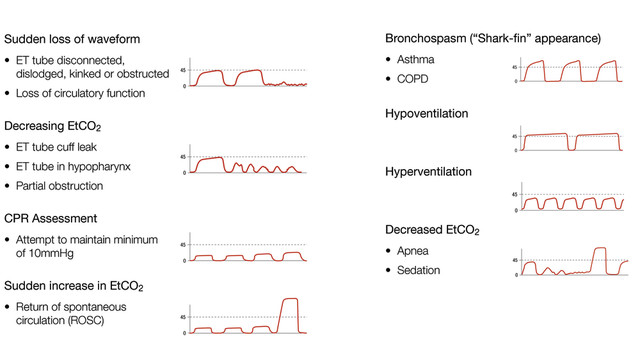 Sudden loss of waveform
• ET tube disconnected,
dislodged, kinked or obstructed
• Loss of circulatory function
45
0
Decreasing EtCO2
• ET tube cuff leak
• ET tube in hypopharynx
• Partial obstruction
45
0
CPR Assessment
• Attempt to maintain minimum
of 10mmHg
45
0
Sudden increase in EtCO2
• Return of spontaneous
circulation (ROSC)
45
0
Bronchospasm (“Shark-fin” appearance)
• Asthma
• COPD
45
0
Hypoventilation
45
0
Hyperventilation
45
0
Decreased EtCO2
• Apnea
• Sedation
45
0